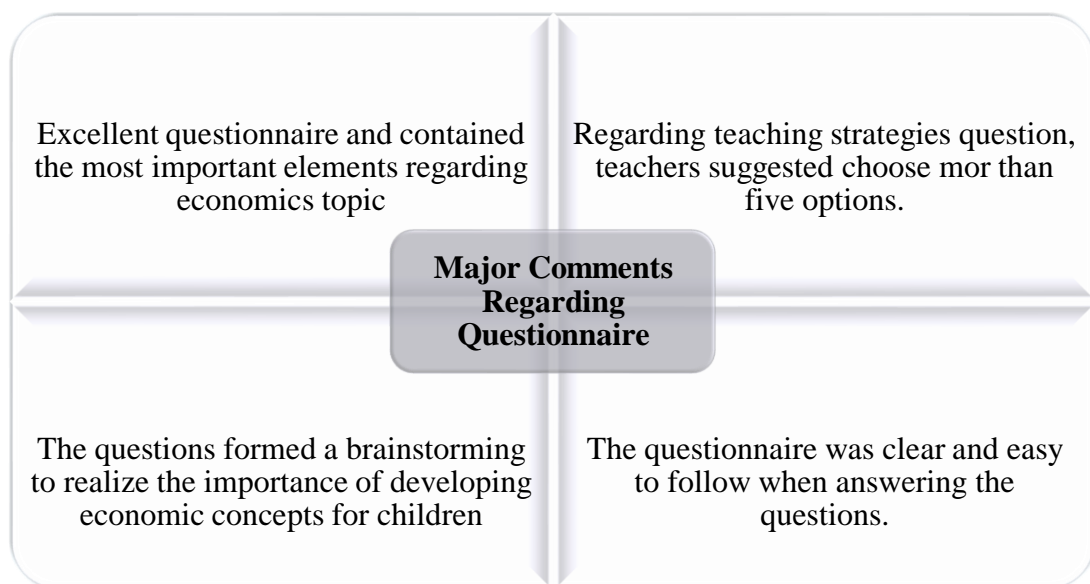 Excellent questionnaire and contained
the most important elements regarding
economics topic
Regarding teaching strategies question,
teachers suggested choose mor than
five options.
Major Comments
Regarding
Questionnaire
The questions formed a brainstorming
to realize the importance of developing
economic concepts for children
The questionnaire was clear and easy
to follow when answering the
questions.